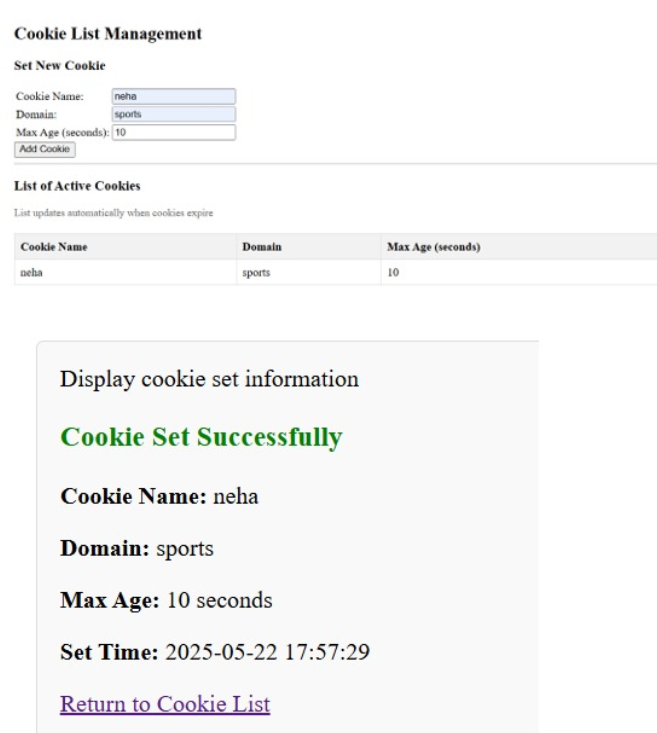 Cookie List Management
Set New Cookie
Cookie Name: neha
Domain: sports
Max Age (seconds): 10
Add Cookie
List of Active Cookies
List updates automatically when cookies expire
Cookie Name Domain Max Age (seconds)
neha sports 10
Display cookie set information
Cookie Set Successfully
Cookie Name: neha
Domain: sports
Max Age: 10 seconds
Set Time: 2025-05-22 17:57:29
Return to Cookie List